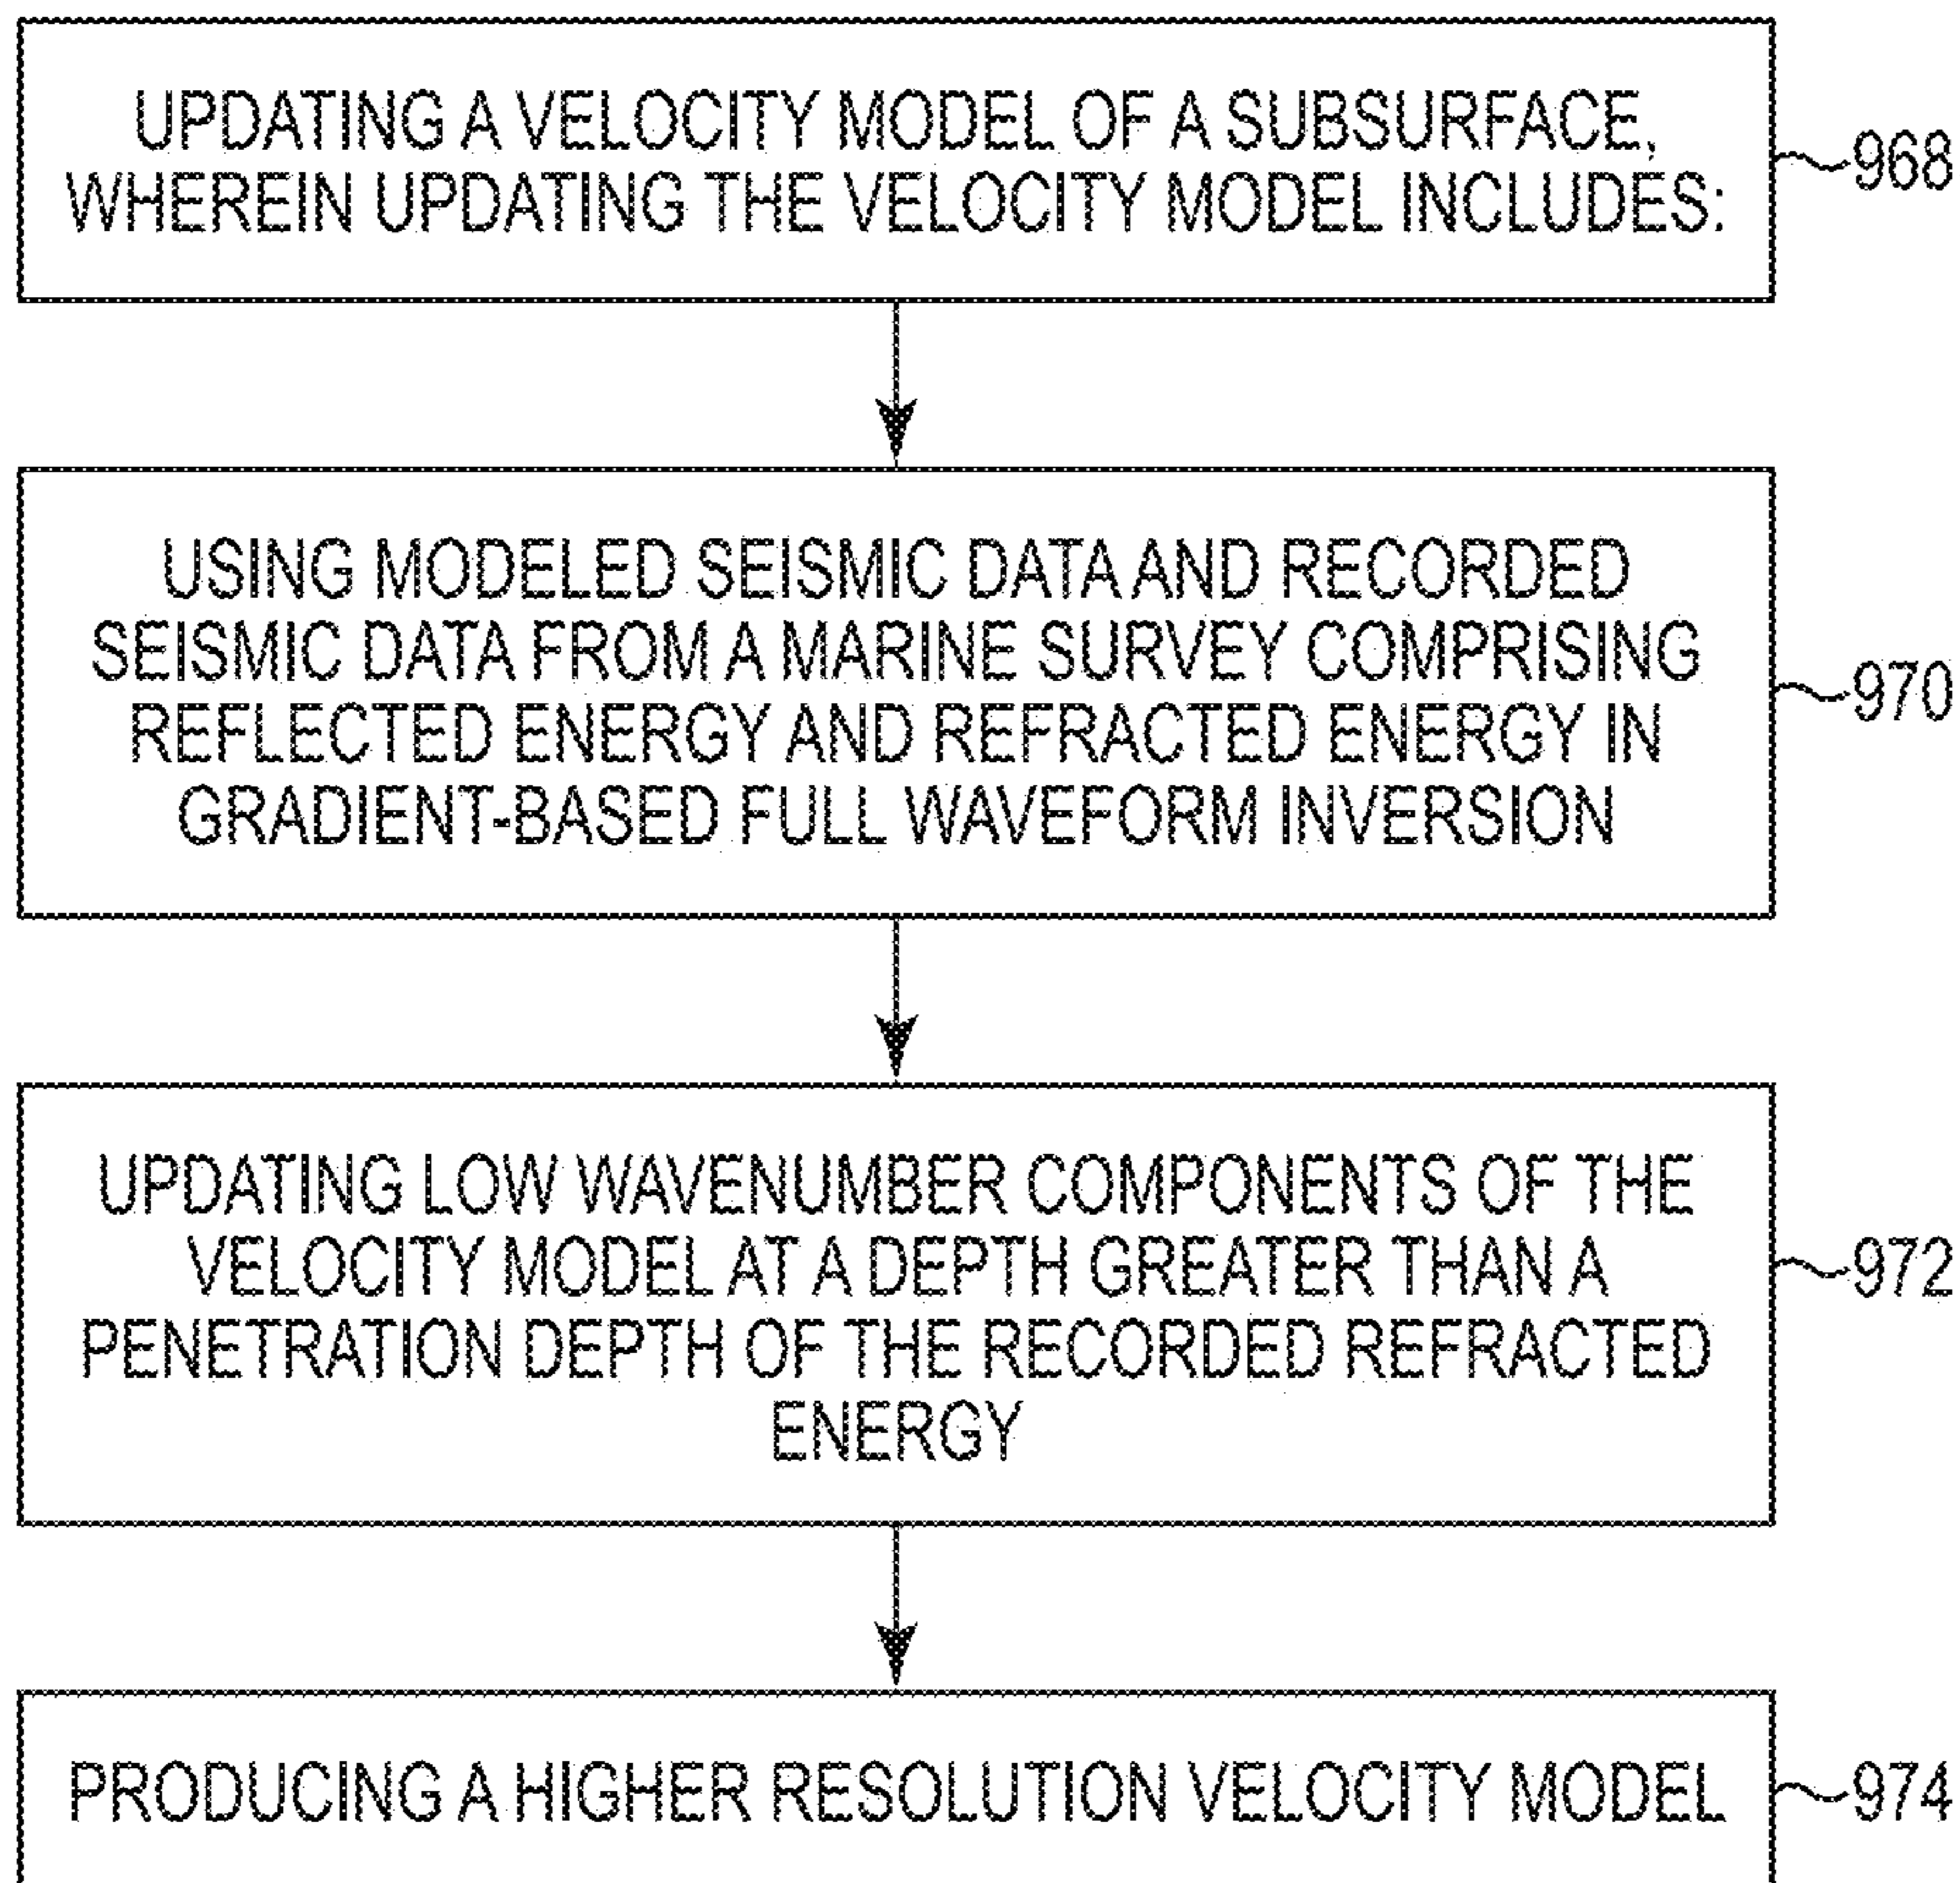 UPDATING A VELOCITY MODEL OF A SUBSURFACE,
WHEREIN UPDATING THE VELOCITY MODEL INCLUDES:
968
USING MODELED SEISMIC DATA AND RECORDED
SEISMIC DATA FROM A MARINE SURVEY COMPRISING
REFLECTED ENERGY AND REFRACTED ENERGY IN
GRADIENT-BASED FULL WAVEFORM INVERSION
970
UPDATING LOW WAVENUMBER COMPONENTS OF THE
VELOCITY MODEL AT A DEPTH GREATER THAN A
PENETRATION DEPTH OF THE RECORDED REFRACTED
ENERGY
972
PRODUCING A HIGHER RESOLUTION VELOCITY MODEL
974